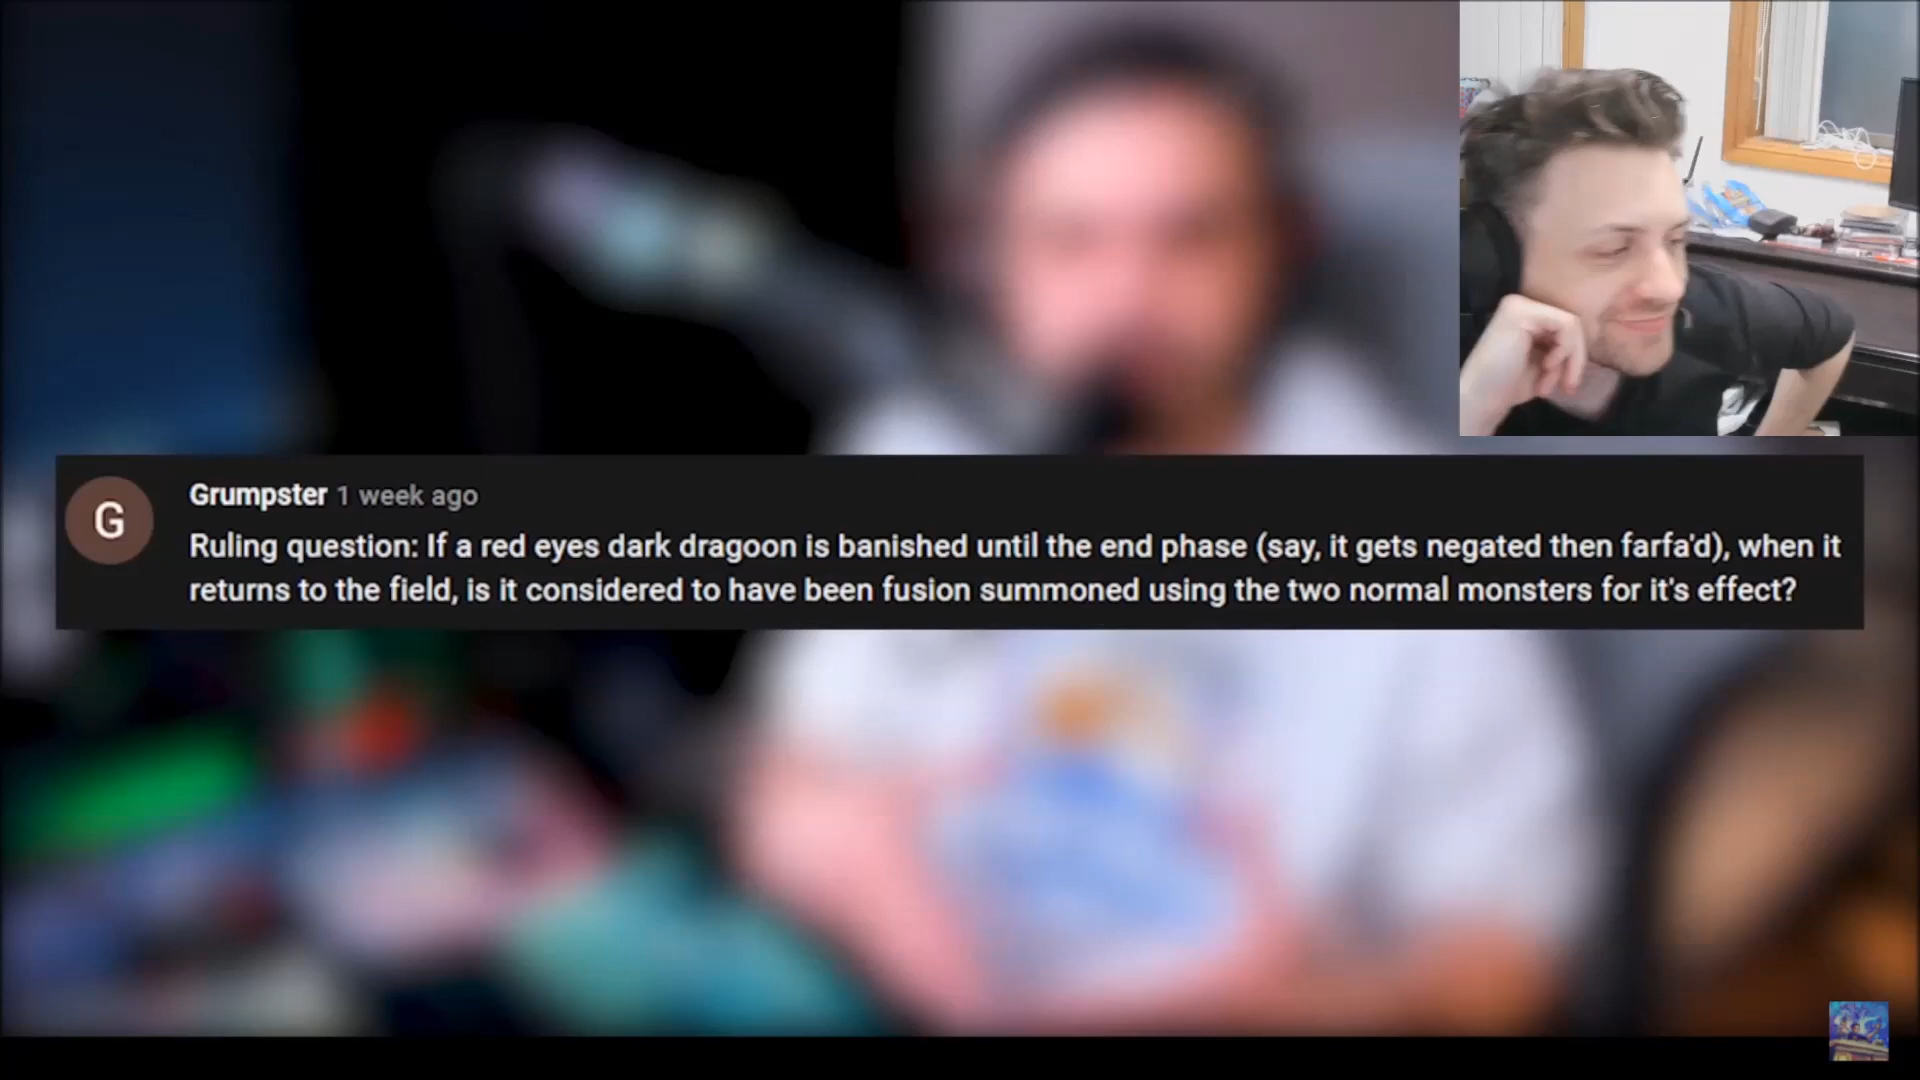 Grumpster 1 week ago
Ruling question: If a red eyes dark dragoon is banished until the end phase (say, it gets negated then farfa'd), when it
returns to the field, is it considered to have been fusion summoned using the two normal monsters for it's effect?
G